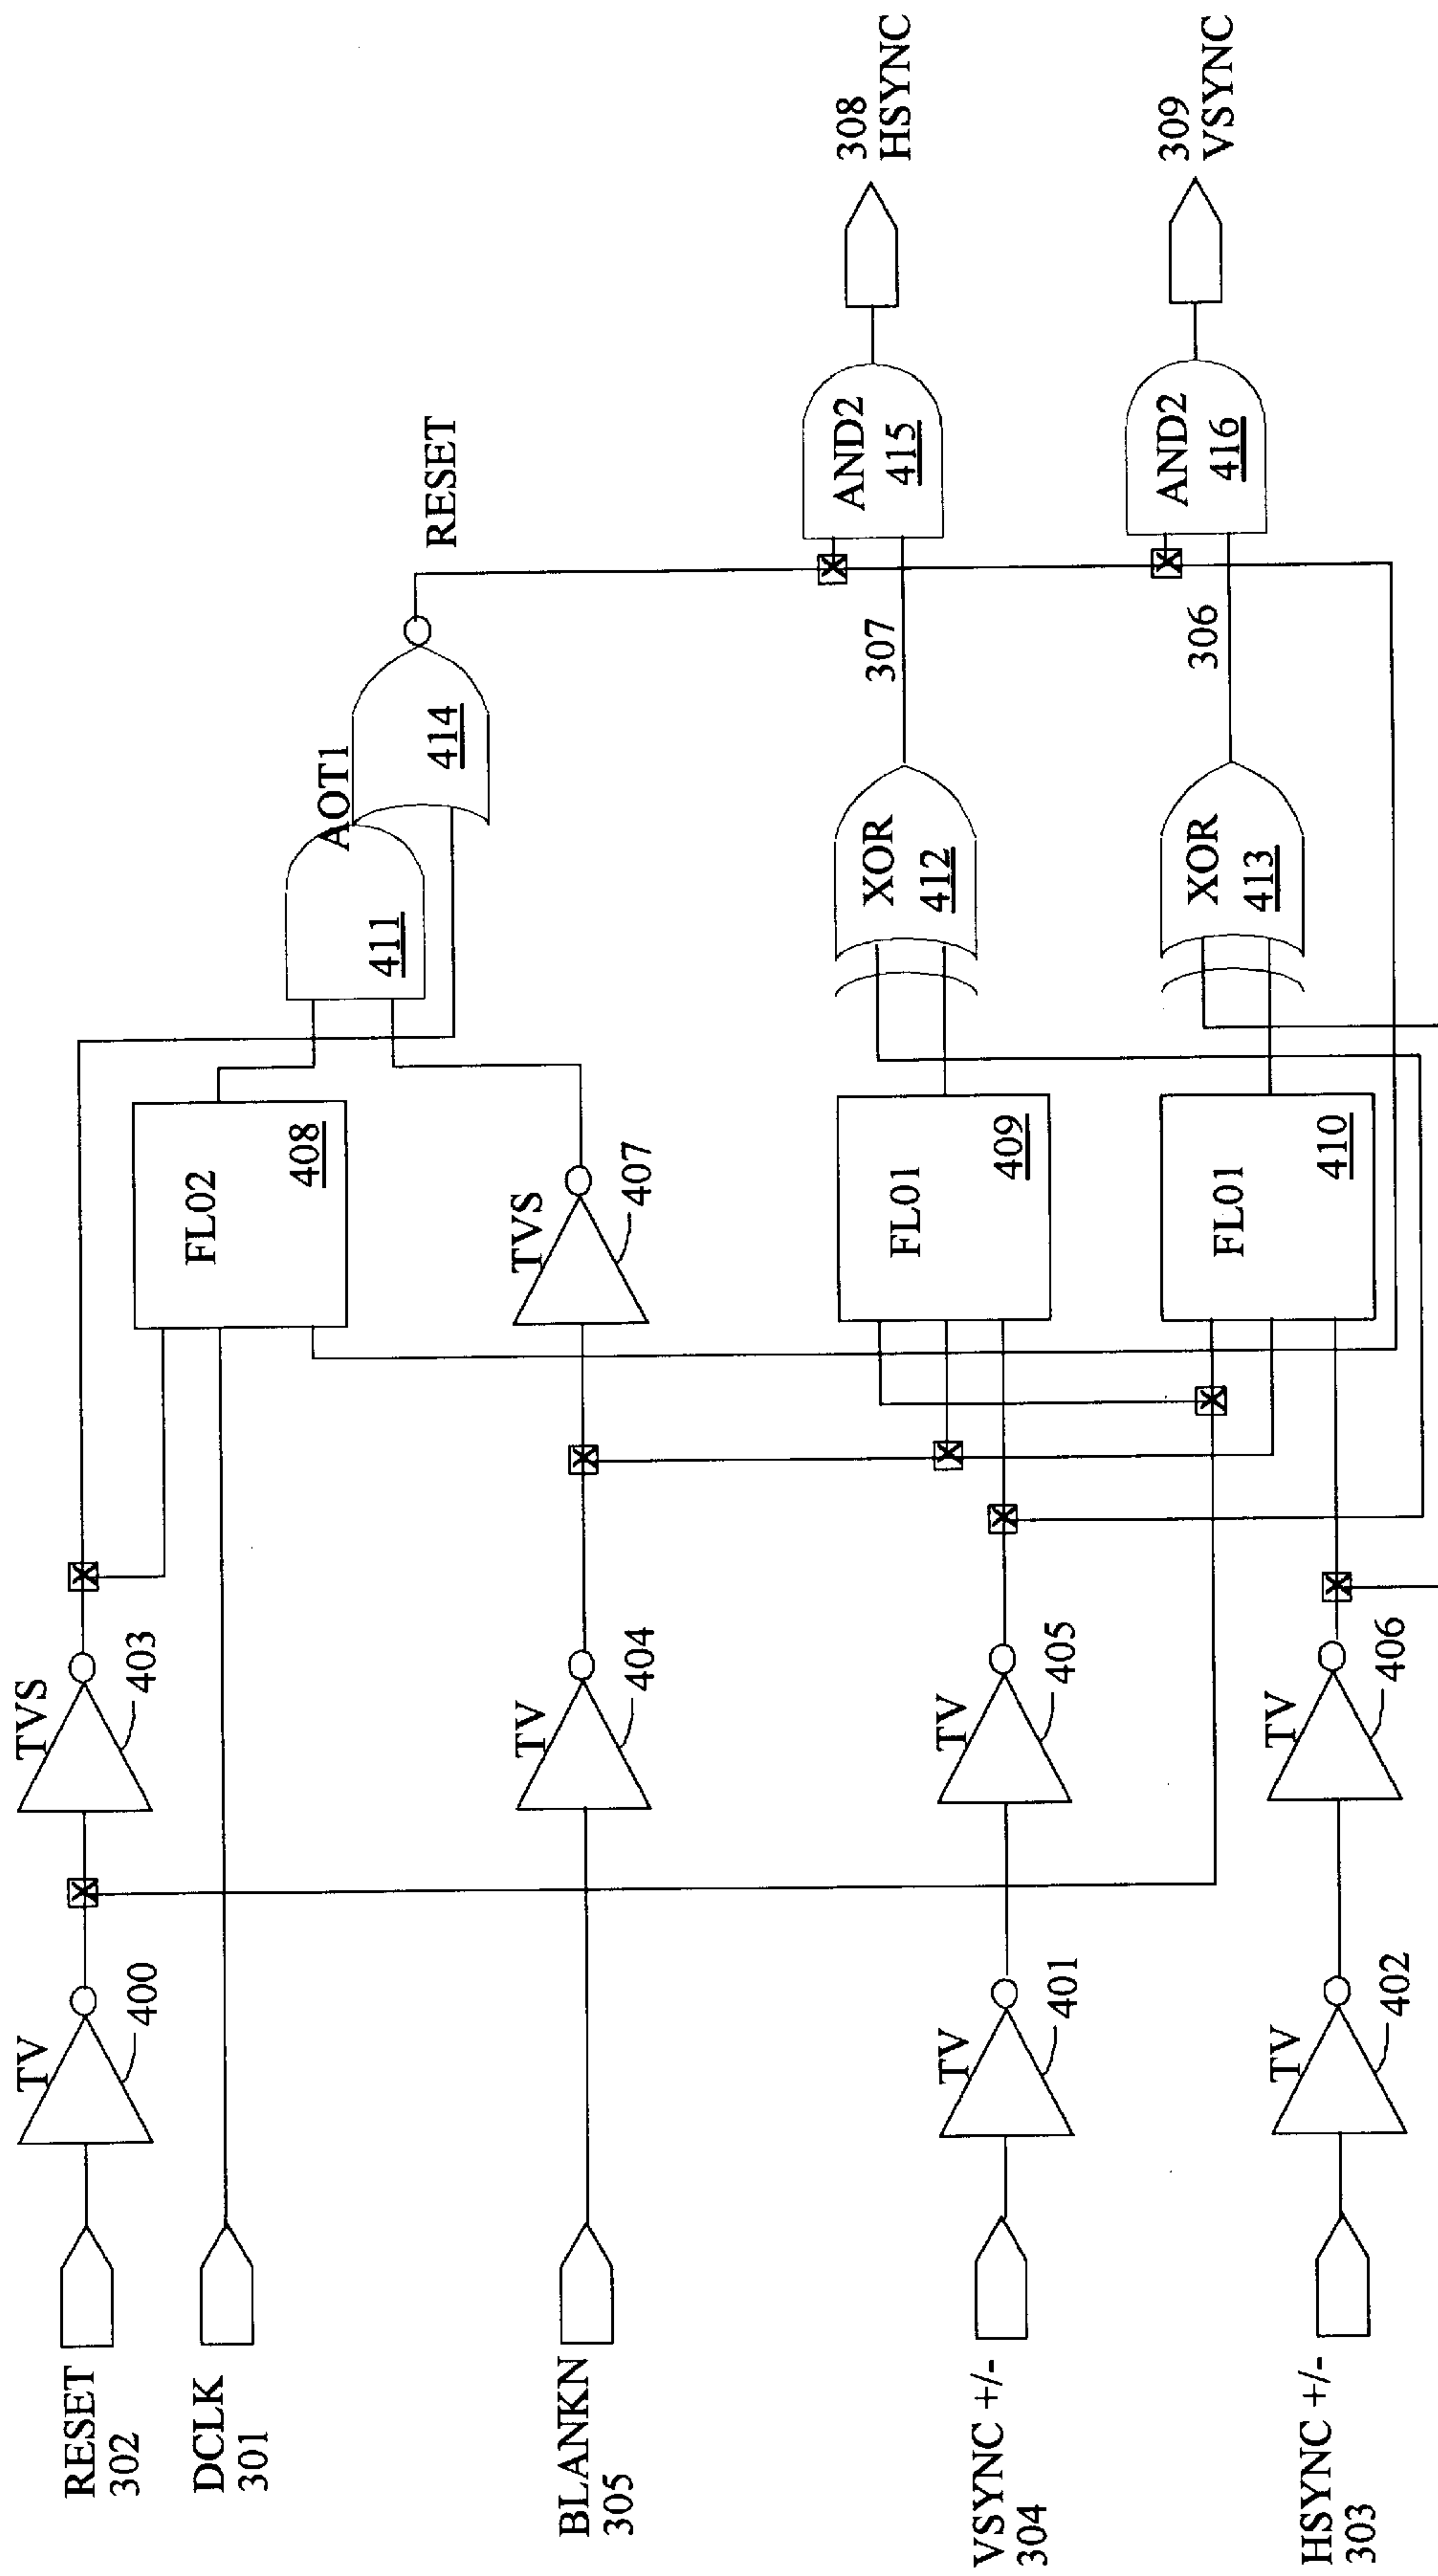 RESET
302
DCLK
301
BLANKN
305
VSYNC +/-
304
HSYNC +/-
303
TV
400
TV
401
TV
402
TVS
403
TV
404
TV
405
TV
406
TVS
407
FL02
408
FL01
409
FL01
410
411
AOT1
414
XOR
412
XOR
413
RESET
307
306
AND2
415
AND2
416
308
HSYNC
309
VSYNC